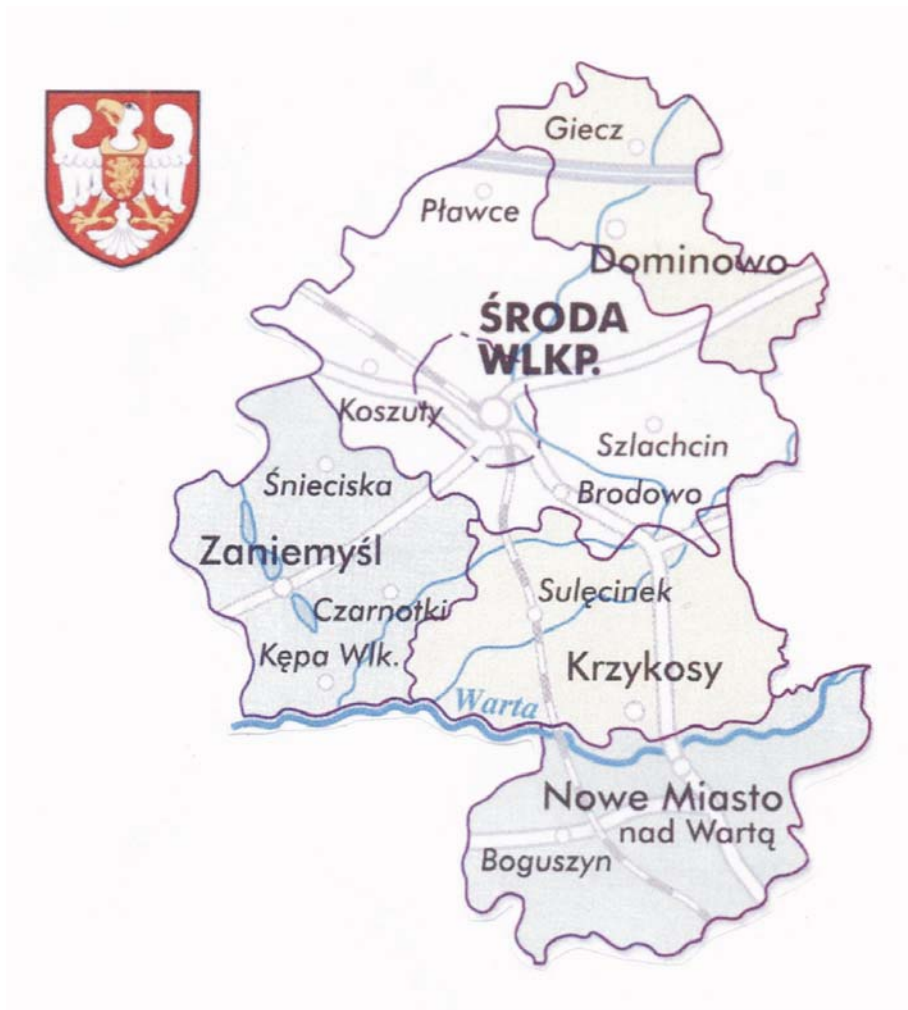 Giecz
Pławce
Dominowo
ŚRODA
WLKP.
Koszuty
Szlachcin
Śnieciska
Brodowo
Zaniemyśl
Sulęcinek
Czarnotki
Kępa Wlk.
Krzykosy
Warta
Nowe Miasto
nad Wartą
Boguszyn